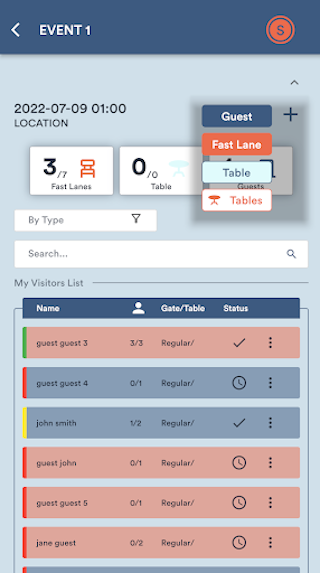 EVENT 1
S
2022-07-09 01:00
LOCATION
Guest
Fast Lane
Table
Tables
3/7
Fast Lanes
0/0
Table
Guests
By Type
Search...
My Visitors List
Name Gate/Table Status
guest guest 3 3/3 Regular/
guest guest 4 0/1 Regular/
john smith 1/2 Regular/
guest john 0/1 Regular/
guest guest 5 0/1 Regular/
jane guest 0/2 Regular/